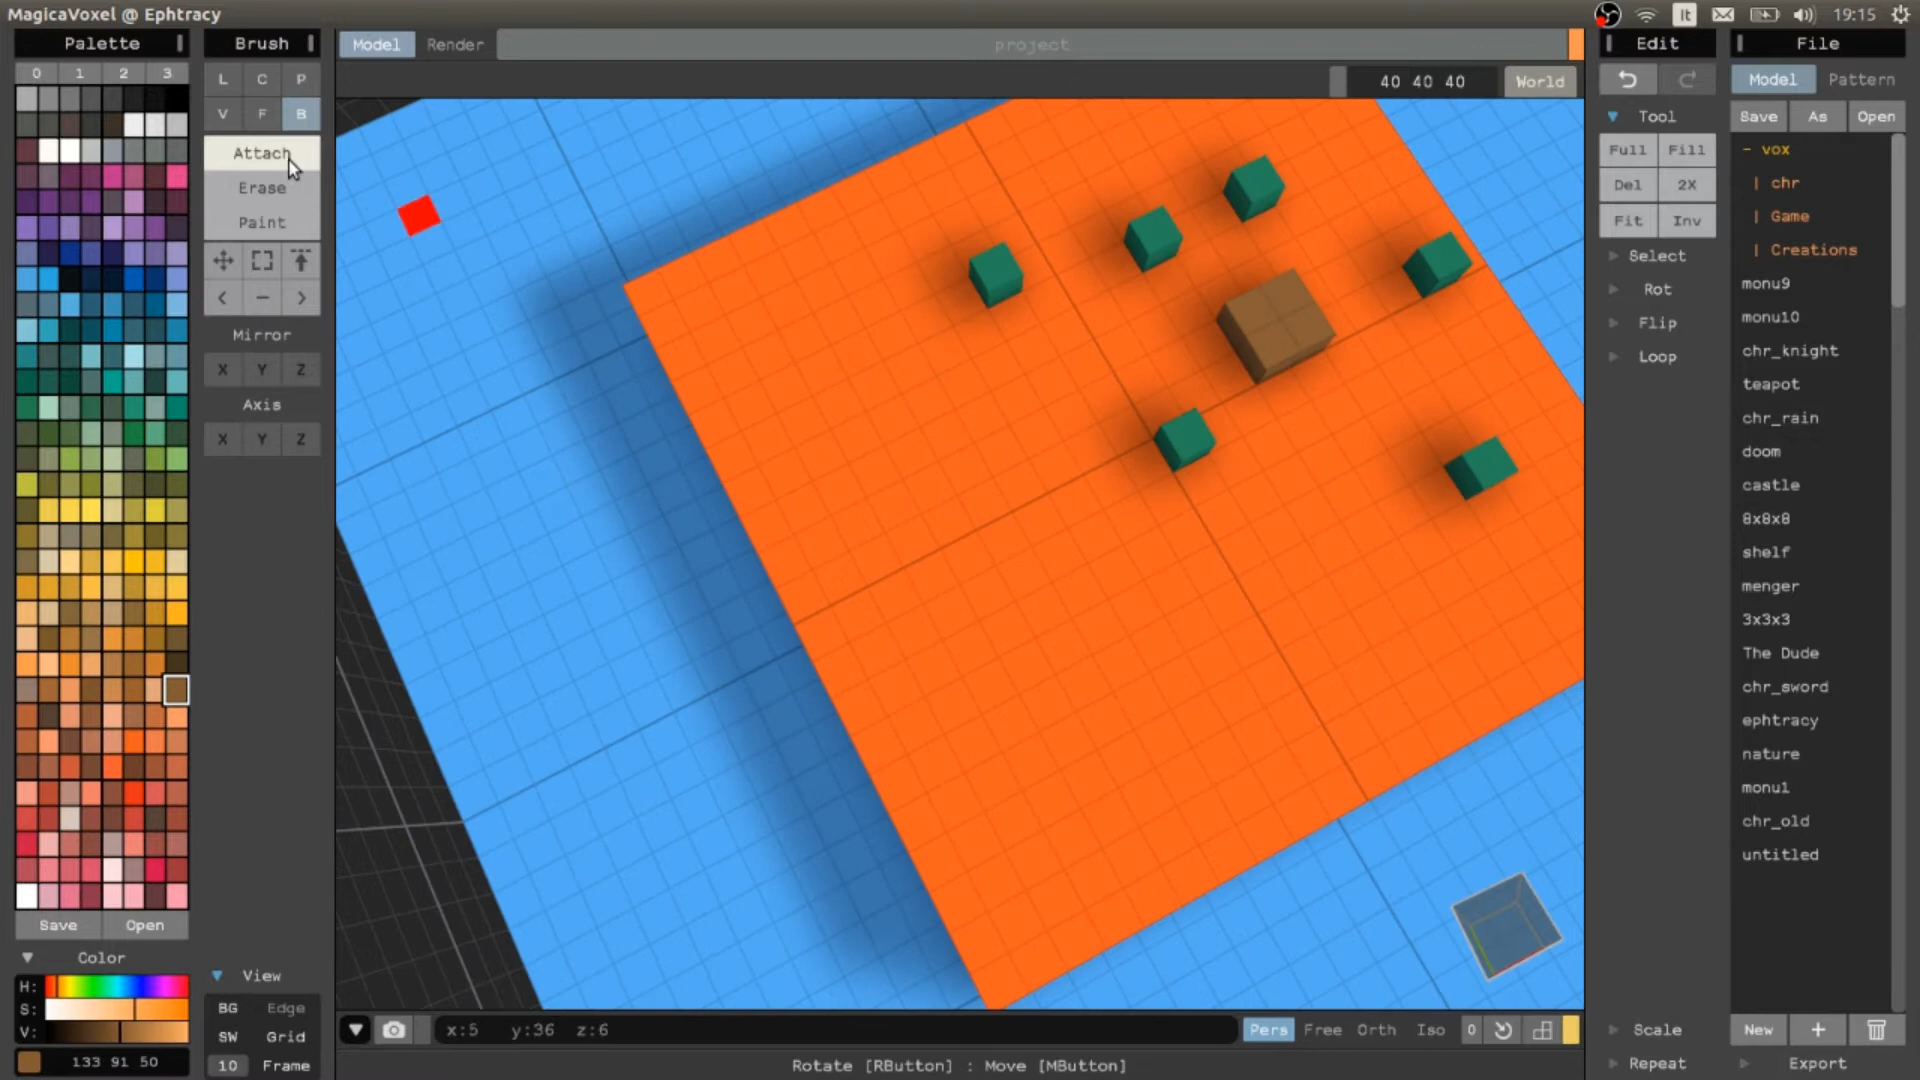 MagicaVoxel @ Ephtracy
lt
19:15
Palette
0 1 2 3
Save Open
Color
H:
S:
V:
133 91 50
Brush
L C P
V F B
Attach
Erase
Paint
< - >
Mirror
X Y Z
Axis
X Y Z
View
BG Edge
SW Grid
10 Frame
Model Render project
40 40 40 World
x:5 y:36 z:6
Pers Free Orth Iso 0
Rotate [RButton] : Move [MButton]
Edit
Tool
Full Fill
Del 2X
Fit Inv
Select
Rot
Flip
Loop
Scale
Repeat
File
Model Pattern
Save As Open
- vox
| chr
| Game
| Creations
monu9
monu10
chr_knight
teapot
chr_rain
doom
castle
8x8x8
shelf
menger
3x3x3
The Dude
chr_sword
ephtracy
nature
monu1
chr_old
untitled
New +
Export